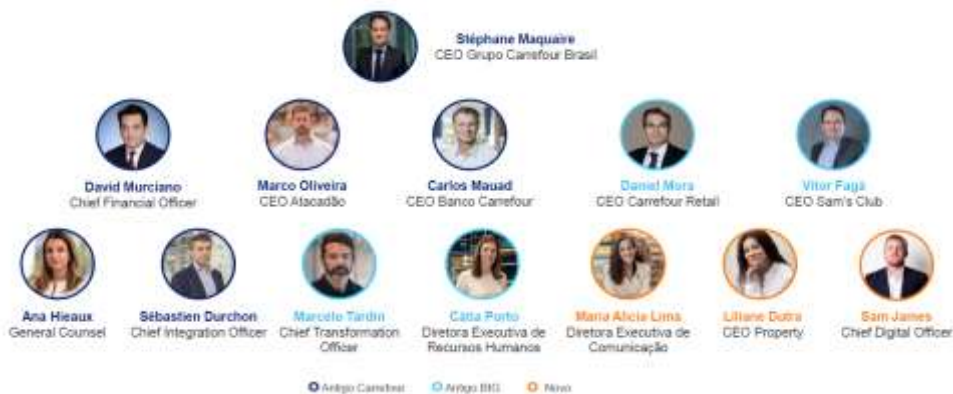 Stéphane Maquaire
CEO Grupo Carrefour Brasil
David Murciano
Chief Financial Officer
Marco Oliveira
CEO Atacadão
Carlos Mauad
CEO Banco Carrefour
Daniel Mora
CEO Carrefour Retail
Vitor Fagá
CEO Sam's Club
Ana Hieaux
General Counsel
Sébastien Durchon
Chief Integration Officer
Marcelo Tardin
Chief Transformation
Officer
Cátia Porto
Diretora Executiva de
Recursos Humanos
Maria Alicia Lima
Diretora Executiva de
Comunicação
Liliane Dutra
CEO Property
Sam James
Chief Digital Officer
Antigo Carrefour
Antigo BIG
Novo